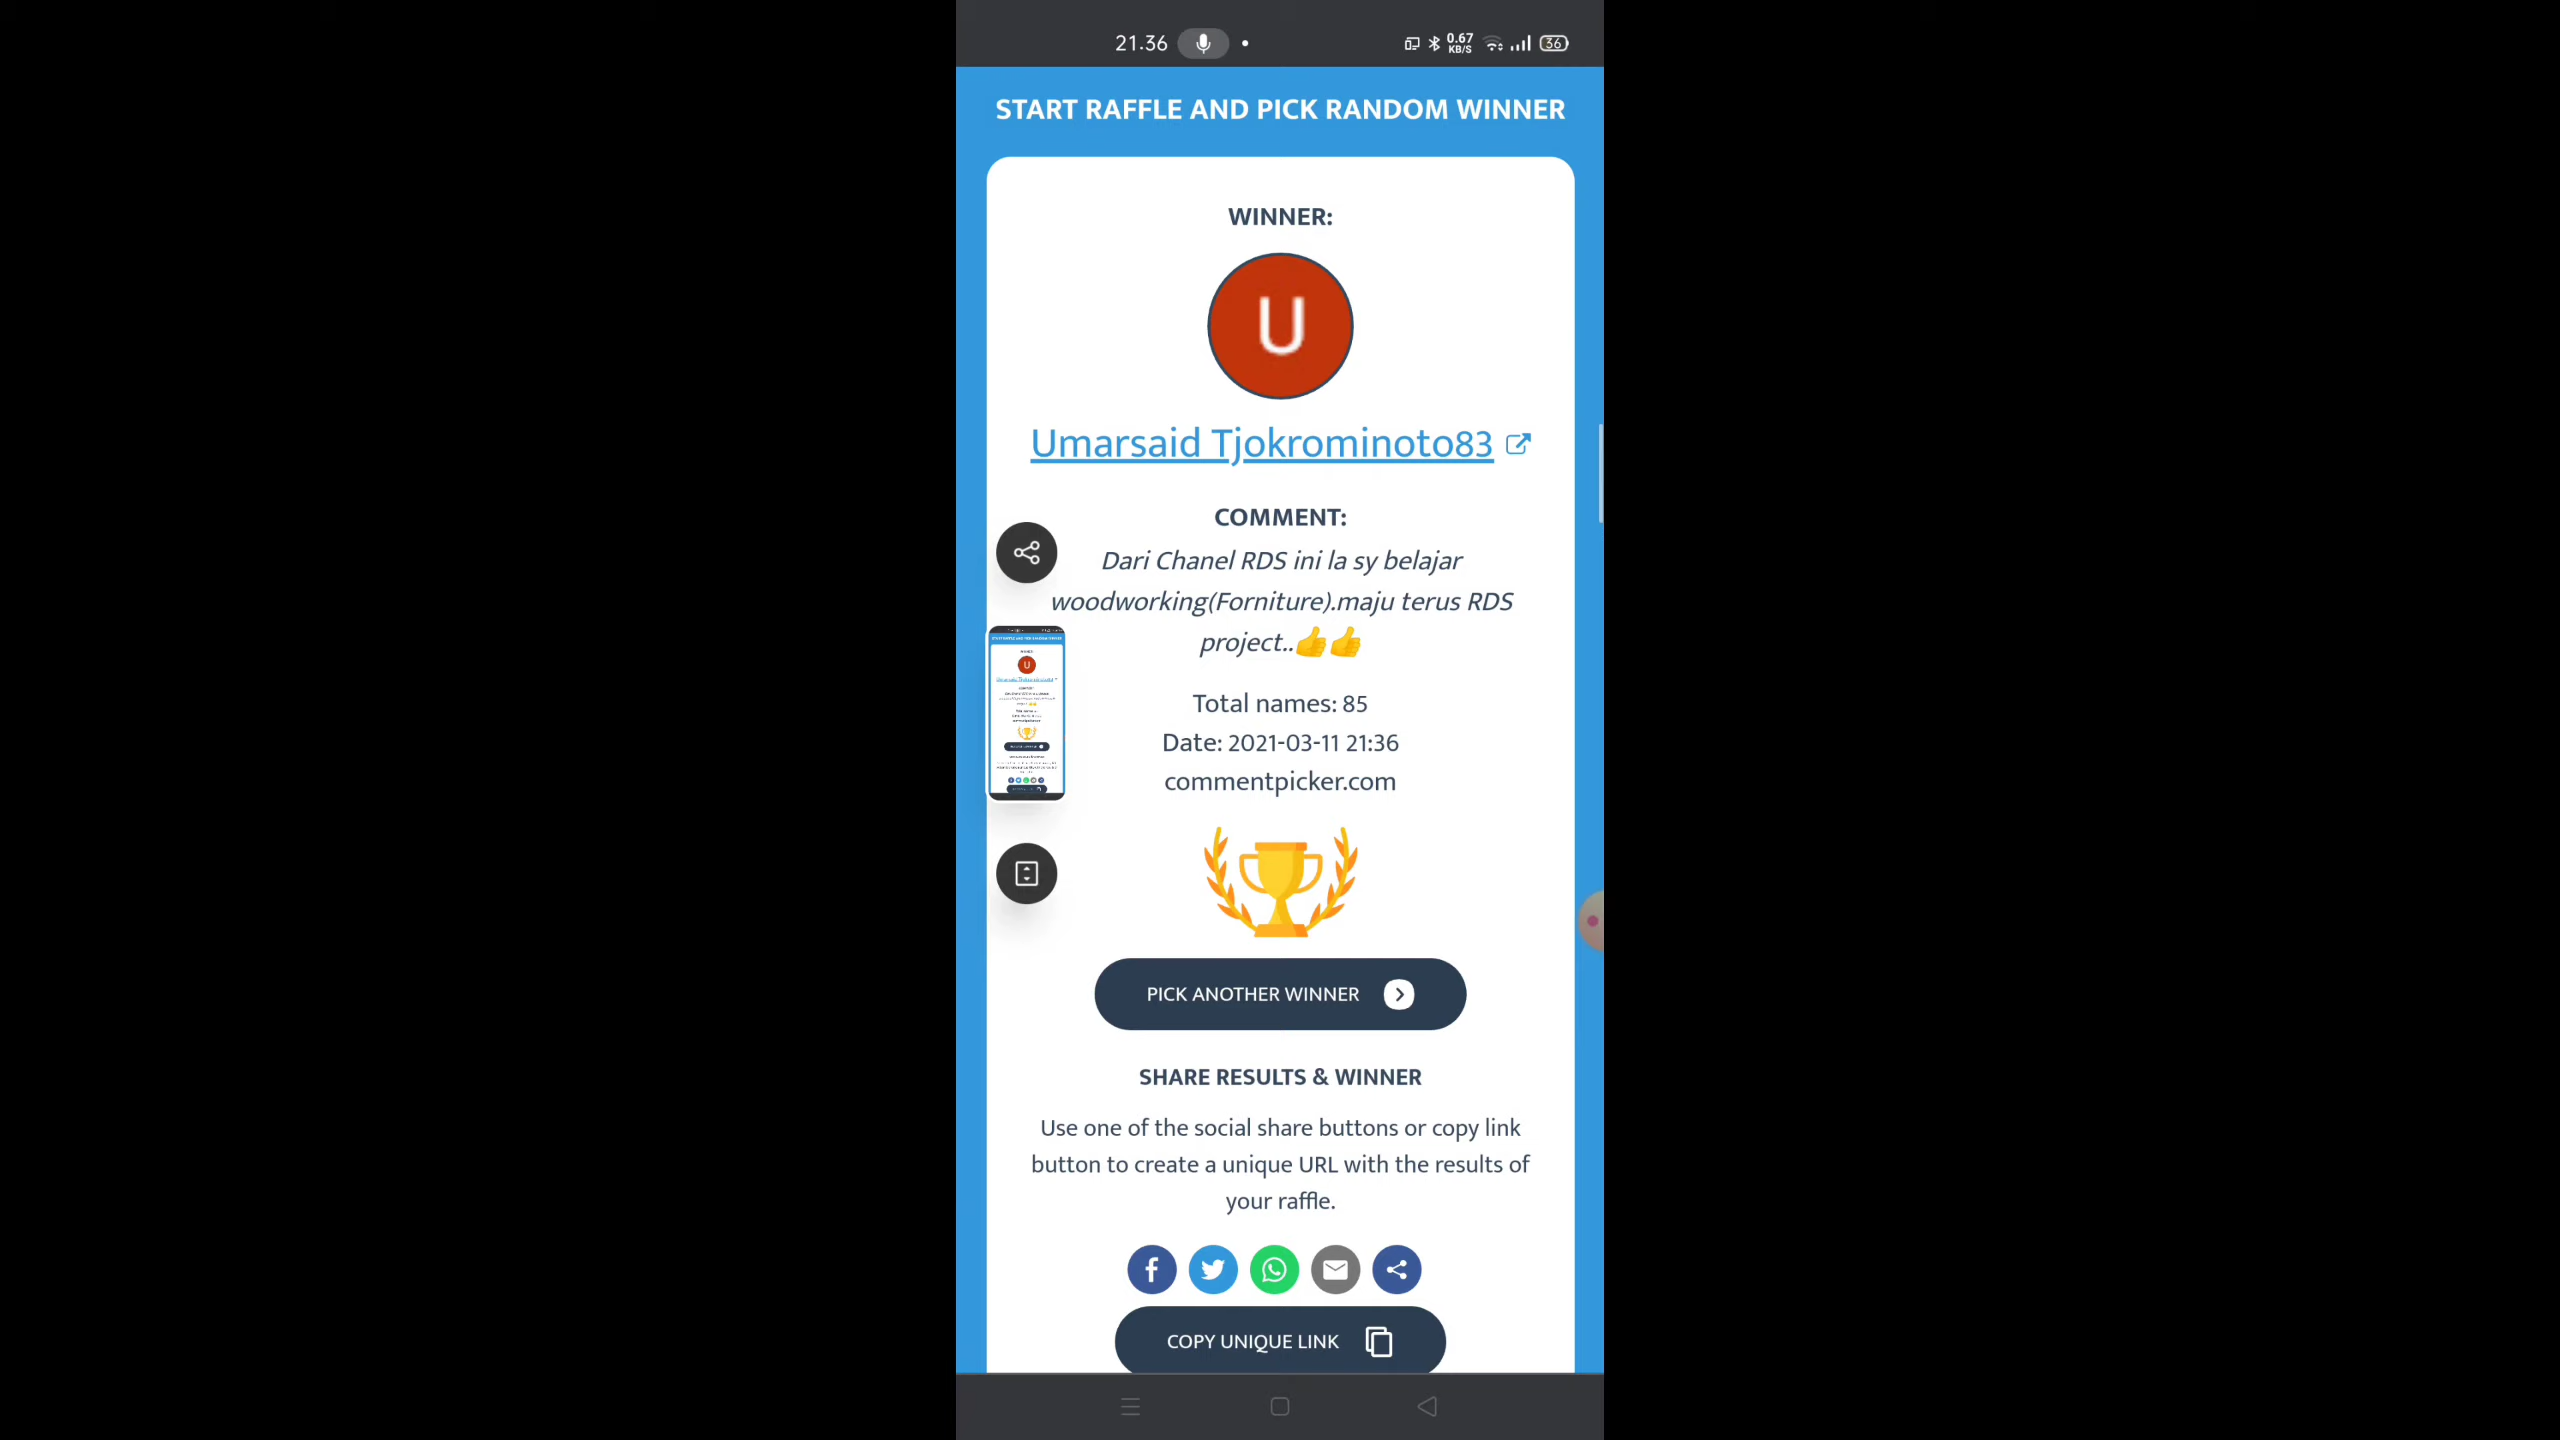 21.36
0.67
KB/S
36
START RAFFLE AND PICK RANDOM WINNER
WINNER:
U
Umarsaid Tjokrominoto83
COMMENT:
Dari Chanel RDS ini la sy belajar
woodworking(Forniture).maju terus RDS
project..👍👍
Total names: 85
Date: 2021-03-11 21:36
commentpicker.com
PICK ANOTHER WINNER
SHARE RESULTS & WINNER
Use one of the social share buttons or copy link
button to create a unique URL with the results of
your raffle.
COPY UNIQUE LINK